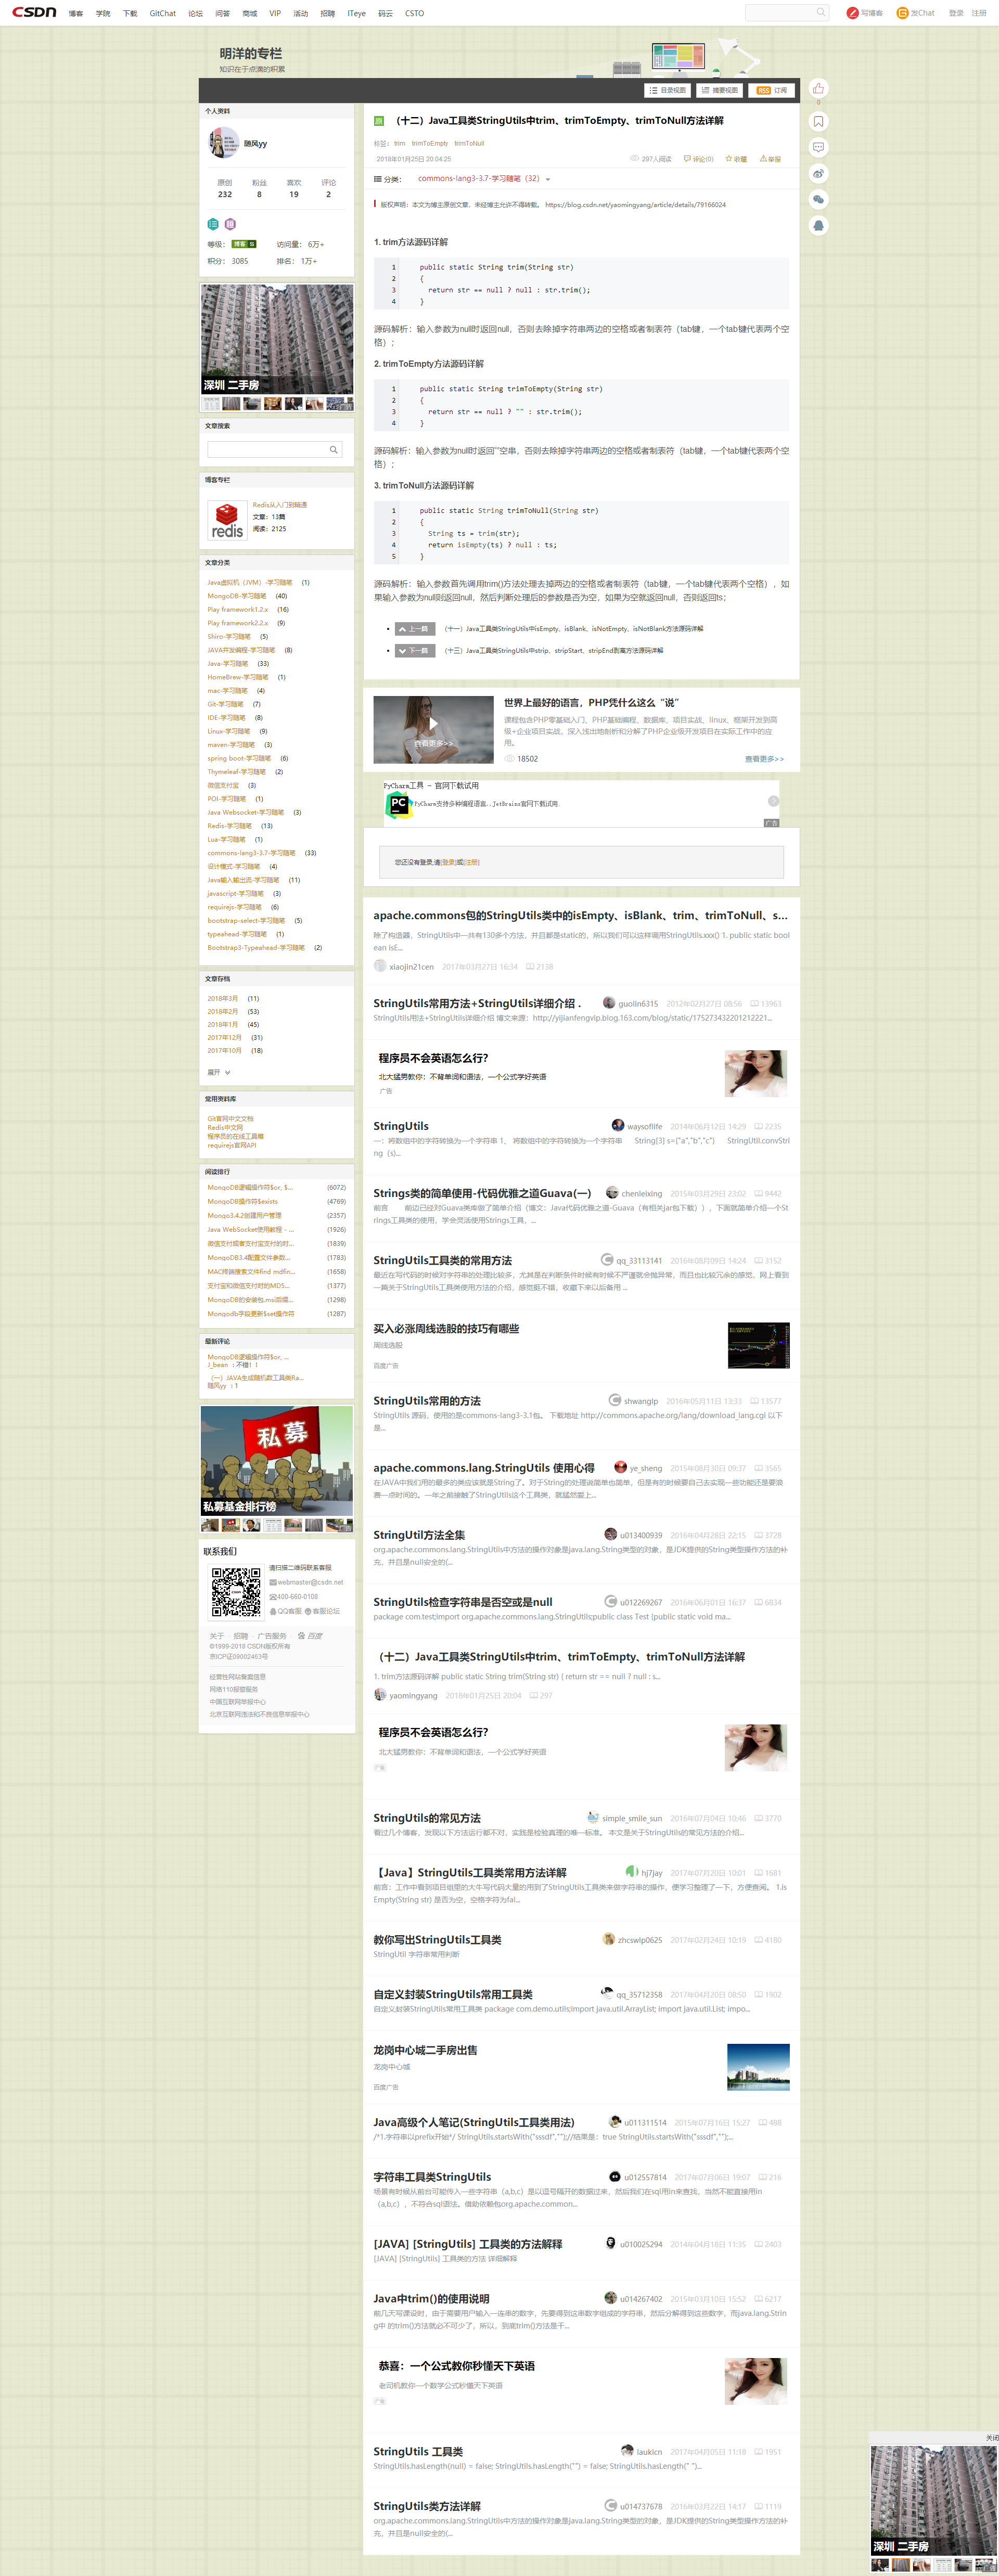 CSDN 博客 学院 下载 GitChat 论坛 问答 商城 VIP 活动 招聘 ITeye 码云 CSTO 写博客 发Chat 登录 注册
明洋的专栏
知识在于点滴的积累
目录视图 摘要视图 RSS 订阅
个人资料
随风yy
原创 粉丝 喜欢 评论
232 8 19 2
等级： 博客 5 访问量： 6万+
积分： 3085 排名： 1万+
深圳 二手房
文章搜索
博客专栏
Redis从入门到精通
文章：13篇
阅读：2125
redis
文章分类
Java虚拟机（JVM）-学习随笔 (1)
MongoDB-学习随笔 (40)
Play framework1.2.x (16)
Play framework2.2.x (9)
Shiro-学习随笔 (5)
JAVA并发编程-学习随笔 (8)
Java-学习随笔 (33)
HomeBrew-学习随笔 (1)
mac-学习随笔 (4)
Git-学习随笔 (7)
IDE-学习随笔 (8)
Linux-学习随笔 (9)
maven-学习随笔 (3)
spring boot-学习随笔 (6)
Thymeleaf-学习随笔 (2)
微信支付宝 (3)
POI-学习随笔 (1)
Java Websocket-学习随笔 (3)
Redis-学习随笔 (13)
Lua-学习随笔 (1)
commons-lang3-3.7-学习随笔 (33)
设计模式-学习随笔 (4)
Java输入输出流-学习随笔 (11)
javascript-学习随笔 (3)
requirejs-学习随笔 (6)
bootstrap-select-学习随笔 (5)
typeahead-学习随笔 (1)
Bootstrap3-Typeahead-学习随笔 (2)
文章存档
2018年3月 (11)
2018年2月 (53)
2018年1月 (45)
2017年12月 (31)
2017年10月 (18)
展开
常用资料库
Git官网中文文档
Redis中文网
程序员的在线工具箱
requirejs官网API
阅读排行
MongoDB逻辑操作符$or, $... (6072)
MongoDB操作符$exists (4769)
Mongo3.4.2创建用户管理 (2357)
Java WebSocket使用教程 - ... (1926)
微信支付或者支付宝支付的时... (1839)
MongoDB3.4配置文件参数... (1783)
MAC终端搜索文件find mdfin... (1658)
支付宝和微信支付时的MD5... (1377)
MongoDB的安装包.msi后缀... (1298)
Mongodb字段更新$set操作符 (1287)
最新评论
MongoDB逻辑操作符$or, ...
J_bean ：不错！！
（一）JAVA生成随机数工具类Ra...
随风yy ：1
私募
私募基金排行榜
联系我们
请扫描二维码联系客服
webmaster@csdn.net
400-660-0108
QQ客服 客服论坛
关于 招聘 广告服务 百度
©1999-2018 CSDN版权所有
京ICP证09002463号
经营性网站备案信息
网络110报警服务
中国互联网举报中心
北京互联网违法和不良信息举报中心
原 （十二）Java工具类StringUtils中trim、trimToEmpty、trimToNull方法详解
标签： trim trimToEmpty trimToNull
2018年01月25日 20:04:25 297人阅读 评论(0) 收藏 举报
分类： commons-lang3-3.7-学习随笔（32）
版权声明：本文为博主原创文章，未经博主允许不得转载。 https://blog.csdn.net/yaomingyang/article/details/79166024
1. trim方法源码详解
1 public static String trim(String str)
2 {
3 return str == null ? null : str.trim();
4 }
源码解析：输入参数为null时返回null，否则去除掉字符串两边的空格或者制表符（tab键，一个tab键代表两个空
格）；
2. trimToEmpty方法源码详解
1 public static String trimToEmpty(String str)
2 {
3 return str == null ? "" : str.trim();
4 }
源码解析：输入参数为null时返回""空串，否则去除掉字符串两边的空格或者制表符（tab键，一个tab键代表两个空
格）；
3. trimToNull方法源码详解
1 public static String trimToNull(String str)
2 {
3 String ts = trim(str);
4 return isEmpty(ts) ? null : ts;
5 }
源码解析：输入参数首先调用trim()方法处理去掉两边的空格或者制表符（tab键，一个tab键代表两个空格），如
果输入参数为null则返回null，然后判断处理后的参数是否为空，如果为空就返回null，否则返回ts；
上一篇 （十一）Java工具类StringUtils中isEmpty、isBlank、isNotEmpty、isNotBlank方法源码详解
下一篇 （十三）Java工具类StringUtils中strip、stripStart、stripEnd剥离方法源码详解
查看更多>>
世界上最好的语言，PHP凭什么这么“说”
课程包含PHP零基础入门、PHP基础编程、数据库、项目实战、linux、框架开发到高
级+企业项目实战，深入浅出地剖析和分解了PHP企业级开发项目在实际工作中的应
用。
18502 查看更多>>
PyCharm工具 - 官网下载试用
PC PyCharm支持多种编程语言..JetBrains官网下载试用
广告
您还没有登录,请[登录]或[注册]
apache.commons包的StringUtils类中的isEmpty、isBlank、trim、trimToNull、s...
除了构造器，StringUtils中一共有130多个方法，并且都是static的，所以我们可以这样调用StringUtils.xxx() 1. public static bool
ean isE...
xiaojin21cen 2017年03月27日 16:34 2138
StringUtils常用方法+StringUtils详细介绍 . guolin6315 2012年02月27日 08:56 13963
StringUtils用法+StringUtils详细介绍 博文来源：http://yijianfengvip.blog.163.com/blog/static/175273432201212221...
程序员不会英语怎么行?
北大猛男教你：不背单词和语法，一个公式学好英语
广告
StringUtils waysoflife 2014年06月12日 14:29 2235
一：将数组中的字符转换为一个字符串 1、 将数组中的字符转换为一个字符串 String[3] s={"a","b","c"} StringUtil.convStri
ng (s)...
Strings类的简单使用-代码优雅之道Guava(一) chenleixing 2015年03月29日 23:02 9442
前言 前边已经对Guava类库做了简单介绍（博文：Java代码优雅之道-Guava（有相关jar包下载）），下面就简单介绍一个St
rings工具类的使用，学会灵活使用Strings工具，...
StringUtils工具类的常用方法 qq_33113141 2016年08月09日 14:24 3152
最近在写代码的时候对字符串的处理比较多，尤其是在判断条件时候有时候不严谨就会抛异常，而且也比较冗余的感觉，网上看到
一篇关于StringUtils工具类使用方法的介绍，感觉挺不错，收藏下来以后备用 ...
买入必涨周线选股的技巧有哪些
周线选股
百度广告
StringUtils常用的方法 shwanglp 2016年05月11日 13:33 13577
StringUtils 源码，使用的是commons-lang3-3.1包。 下载地址 http://commons.apache.org/lang/download_lang.cgi 以下
是...
apache.commons.lang.StringUtils 使用心得 ye_sheng 2015年08月30日 09:37 3565
在JAVA中我们用的最多的类应该就是String了。对于String的处理说简单也简单，但是有的时候要自己去实现一些功能还是要浪
费一点时间的。一年之前接触了StringUtils这个工具类，就猛然爱上...
StringUtil方法全集 u013400939 2016年04月28日 22:15 3728
org.apache.commons.lang.StringUtils中方法的操作对象是java.lang.String类型的对象，是JDK提供的String类型操作方法的补
充，并且是null安全的(...
StringUtils检查字符串是否空或是null u012269267 2016年06月01日 16:37 6834
package com.test;import org.apache.commons.lang.StringUtils;public class Test {public static void ma...
（十二）Java工具类StringUtils中trim、trimToEmpty、trimToNull方法详解
1. trim方法源码详解 public static String trim(String str) { return str == null ? null : s...
yaomingyang 2018年01月25日 20:04 297
程序员不会英语怎么行?
北大猛男教你：不背单词和语法，一个公式学好英语
广告
StringUtils的常见方法 simple_smile_sun 2016年07月04日 10:46 3770
看过几个博客，发现以下方法运行都不对，实践是检验真理的唯一标准。 本文是关于StringUtils的常见方法的介绍...
【Java】StringUtils工具类常用方法详解 hj7jay 2017年07月20日 10:01 1681
前言：工作中看到项目组里的大牛写代码大量的用到了StringUtils工具类来做字符串的操作，便学习整理了一下，方便查阅。 1.is
Empty(String str) 是否为空，空格字符为fal...
教你写出StringUtils工具类 zhcswlp0625 2017年02月24日 10:19 4180
StringUtil 字符串常用判断
自定义封装StringUtils常用工具类 qq_35712358 2017年04月20日 08:50 1902
自定义封装StringUtils常用工具类 package com.demo.utils;import java.util.ArrayList; import java.util.List; impo...
龙岗中心城二手房出售
龙岗中心城
百度广告
Java高级个人笔记(StringUtils工具类用法) u011311514 2015年07月16日 15:27 488
/*1.字符串以prefix开始*/ StringUtils.startsWith("sssdf","");//结果是：true StringUtils.startsWith("sssdf","");...
字符串工具类StringUtils u012557814 2017年07月06日 19:07 216
场景有时候从前台可能传入一些字符串（a,b,c）是以逗号隔开的数据过来，然后我们在sql用in来查找，当然不能直接用in
（a,b,c），不符合sql语法。借助依赖包org.apache.common...
[JAVA] [StringUtils] 工具类的方法解释 u010025294 2014年04月18日 11:35 2403
[JAVA] [StringUtils] 工具类的方法 详细解释
Java中trim()的使用说明 u014267402 2015年03月10日 15:52 6217
前几天写课设时，由于需要用户输入一连串的数字，先要得到这串数字组成的字符串，然后分解得到这些数字，而java.lang.Strin
g中 的trim()方法就必不可少了，所以，到底trim()方法是干...
恭喜：一个公式教你秒懂天下英语
老司机教你一个数学公式秒懂天下英语
广告
StringUtils 工具类 laukicn 2017年04月05日 11:18 1951
StringUtils.hasLength(null) = false; StringUtils.hasLength("") = false; StringUtils.hasLength(" ")...
StringUtils类方法详解 u014737678 2016年03月22日 14:17 1119
org.apache.commons.lang.StringUtils中方法的操作对象是java.lang.String类型的对象，是JDK提供的String类型操作方法的补
充，并且是null安全的(...
0
关闭
深圳 二手房